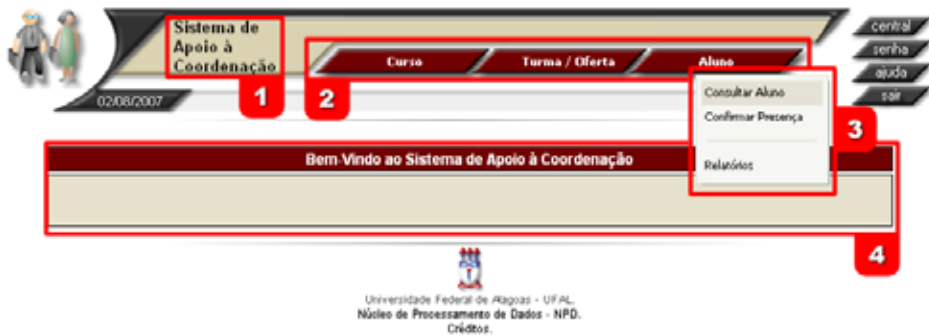 Sistema de
Apoio à
Coordenação
1
2
Curso
Turma / Oferta
Aluno
central
senha
ajuda
sair
02/08/2007
Consultar Aluno
Confirmar Presença
Relatórios
3
Bem-Vindo ao Sistema de Apoio à Coordenação
4
Universidade Federal de Alagoas - UFAL.
Núcleo de Processamento de Dados - NPD.
Créditos.